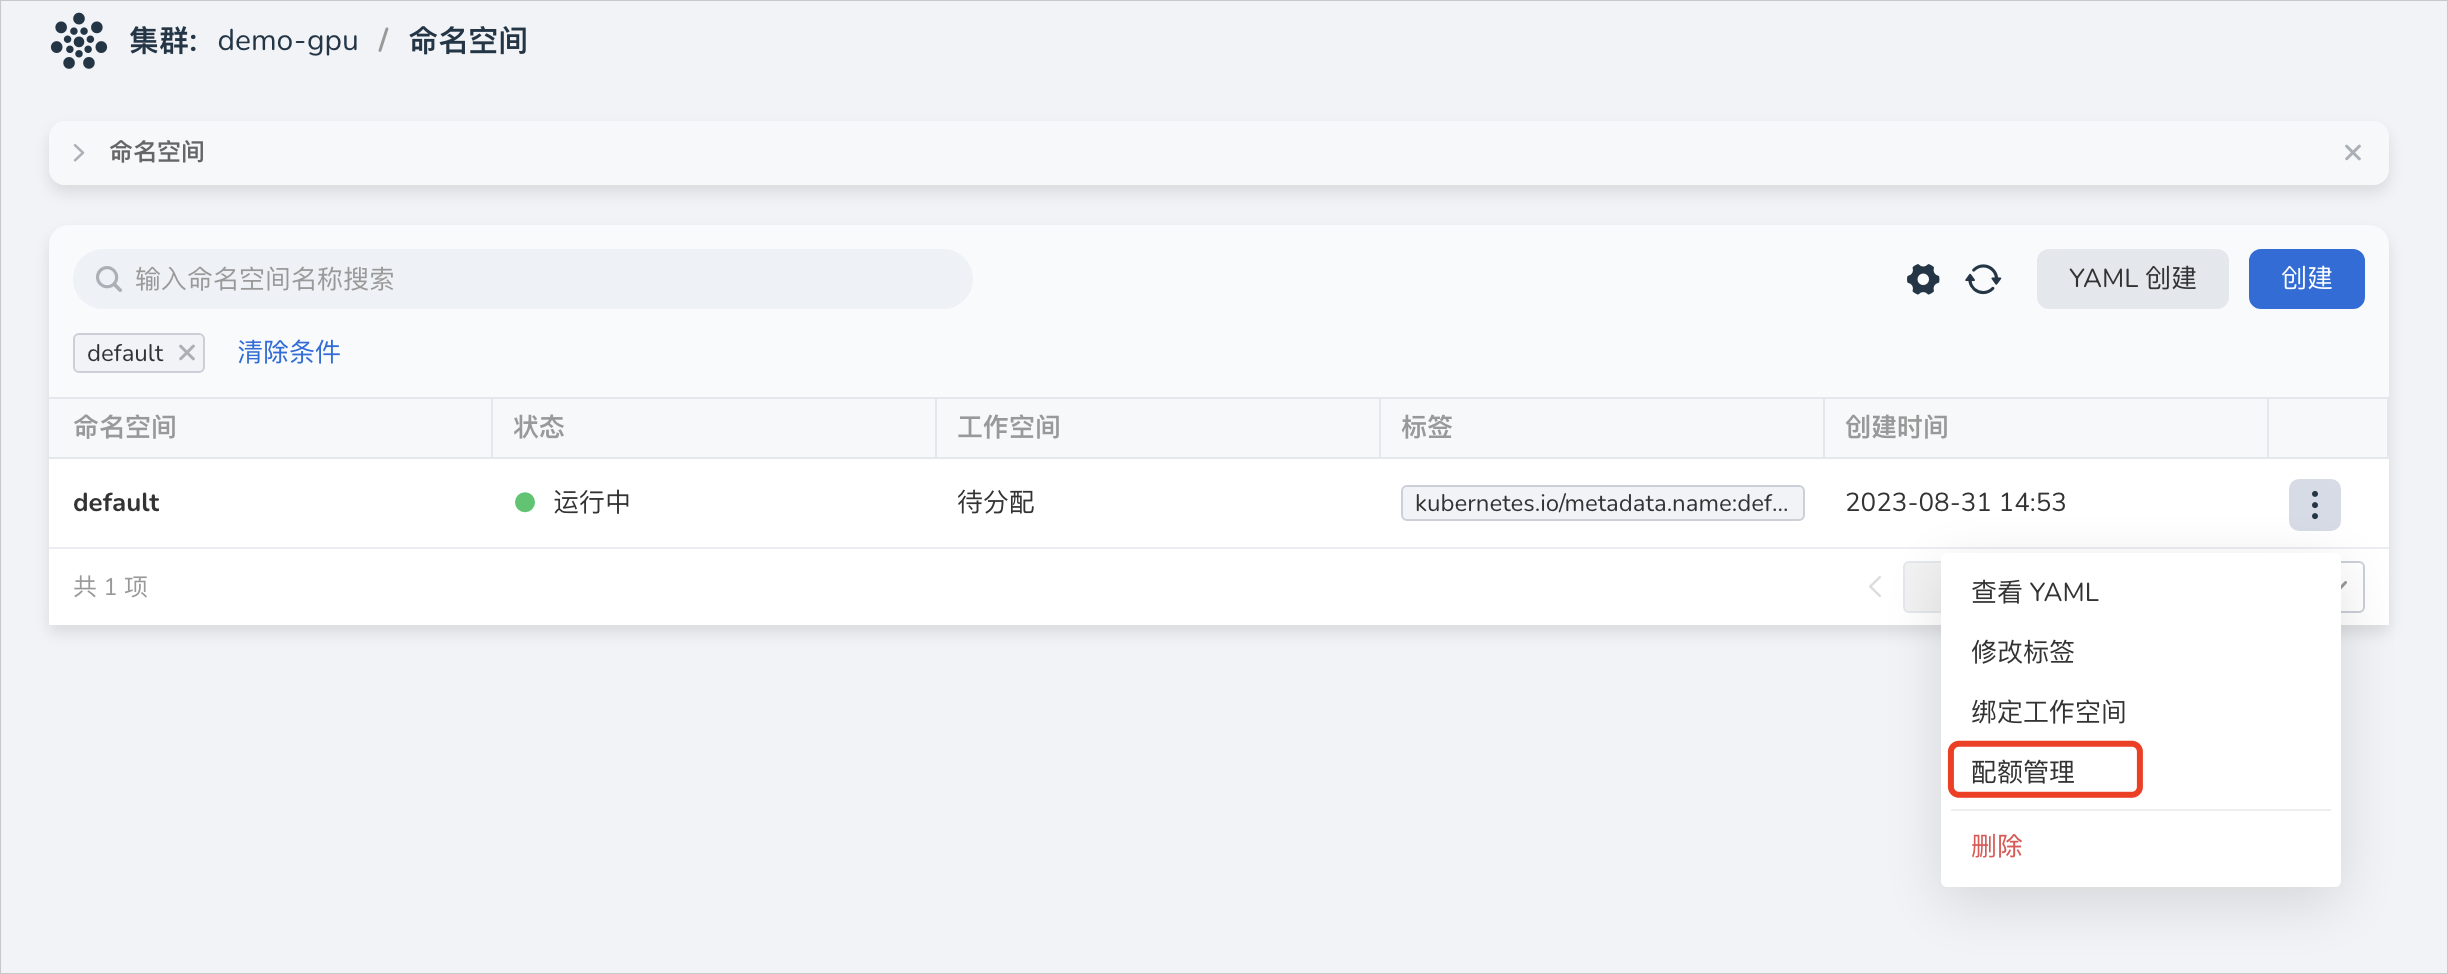 集群: demo-gpu / 命名空间
命名空间
输入命名空间名称搜索
YAML 创建
创建
default
清除条件
命名空间 状态 工作空间 标签 创建时间
default 运行中 待分配 kubernetes.io/metadata.name:def... 2023-08-31 14:53
共 1 项
查看 YAML
修改标签
绑定工作空间
配额管理
删除